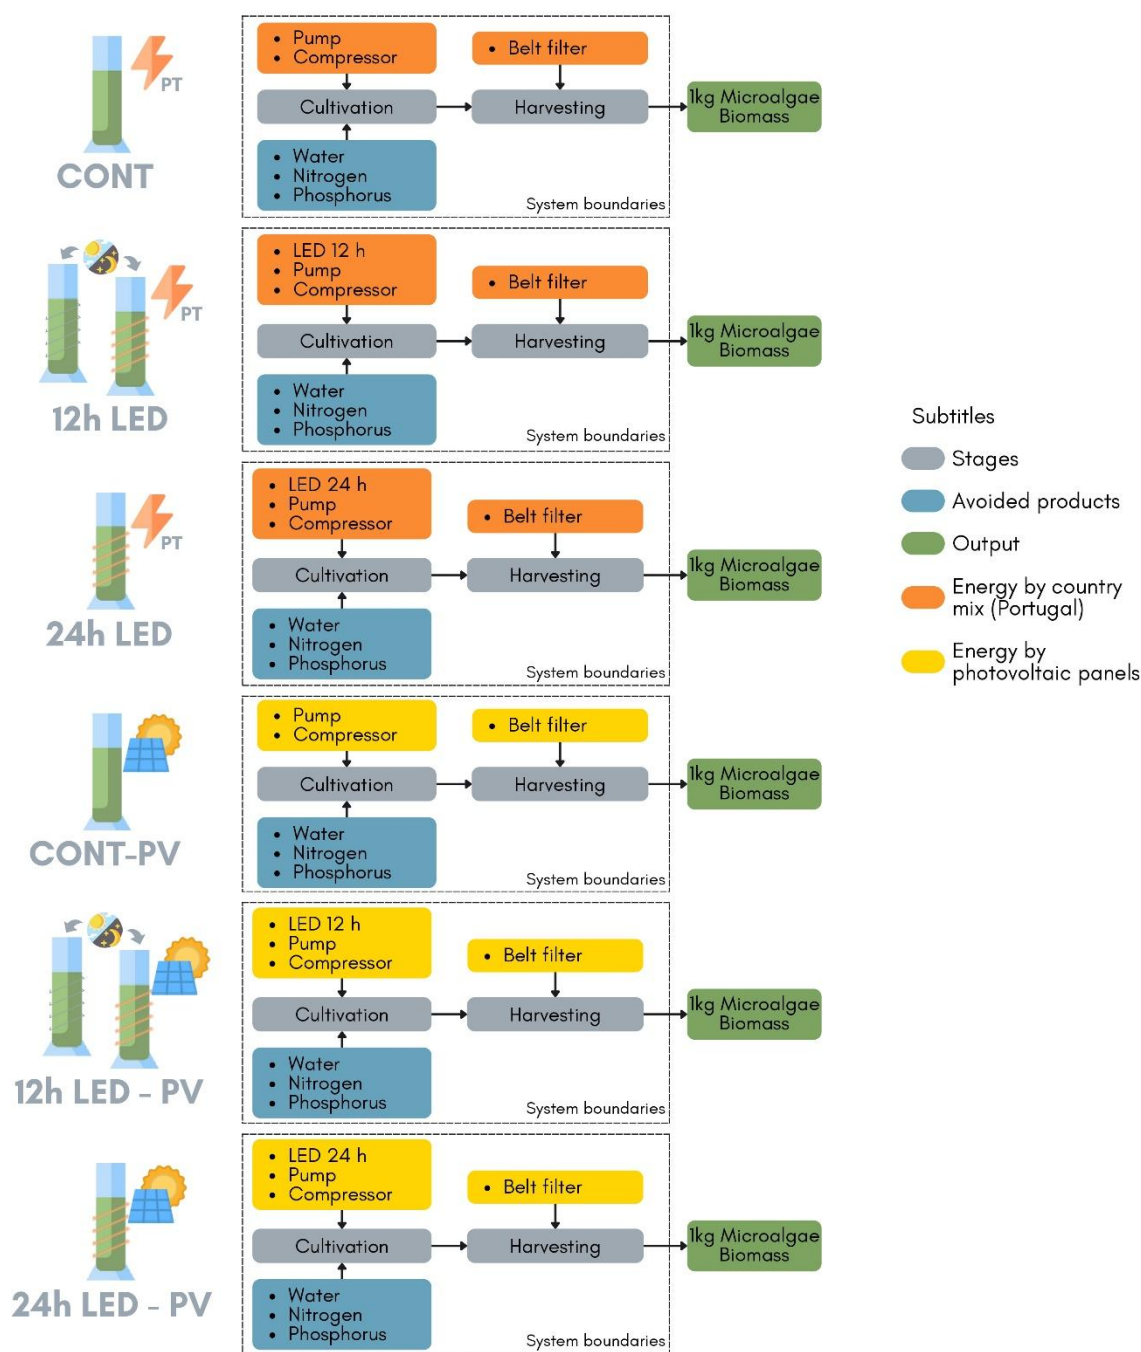 PT
CONT
• Pump
• Compressor
• Belt filter
Cultivation
Harvesting
1kg Microalgae
Biomass
• Water
• Nitrogen
• Phosphorus
System boundaries
PT
12h LED
• LED 12 h
• Pump
• Compressor
• Belt filter
Cultivation
Harvesting
1kg Microalgae
Biomass
• Water
• Nitrogen
• Phosphorus
System boundaries
PT
24h LED
• LED 24 h
• Pump
• Compressor
• Belt filter
Cultivation
Harvesting
1kg Microalgae
Biomass
• Water
• Nitrogen
• Phosphorus
System boundaries
CONT-PV
• Pump
• Compressor
• Belt filter
Cultivation
Harvesting
1kg Microalgae
Biomass
• Water
• Nitrogen
• Phosphorus
System boundaries
12h LED - PV
• LED 12 h
• Pump
• Compressor
• Belt filter
Cultivation
Harvesting
1kg Microalgae
Biomass
• Water
• Nitrogen
• Phosphorus
System boundaries
24h LED - PV
• LED 24 h
• Pump
• Compressor
• Belt filter
Cultivation
Harvesting
1kg Microalgae
Biomass
• Water
• Nitrogen
• Phosphorus
System boundaries
Subtitles
Stages
Avoided products
Output
Energy by country
mix (Portugal)
Energy by
photovoltaic panels